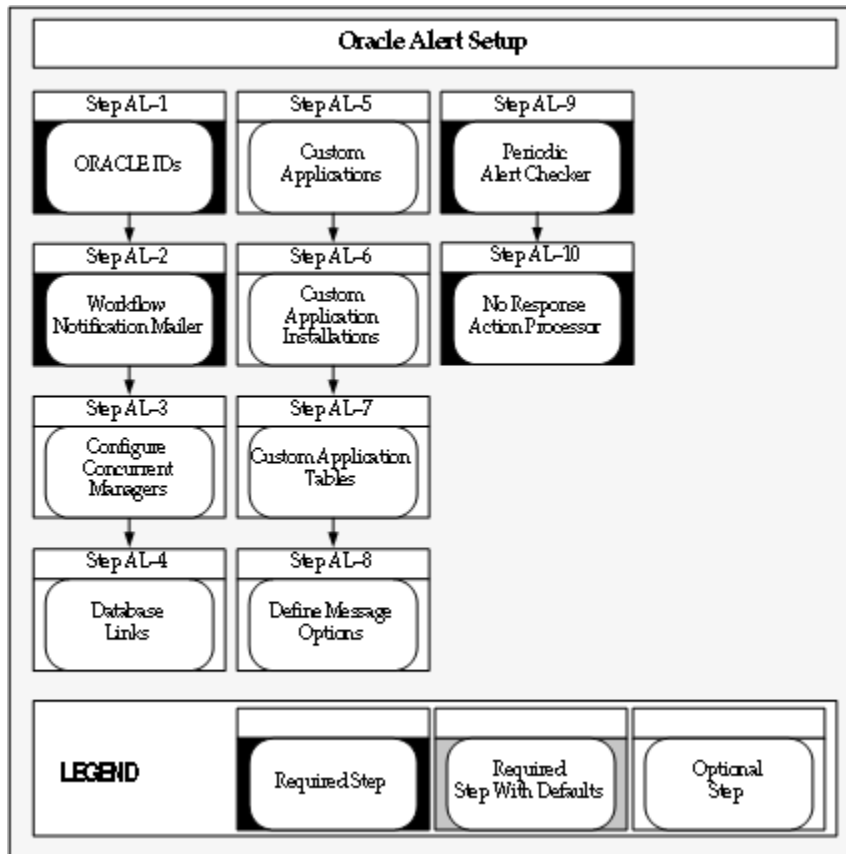 Oracle Alert Setup
Step AL–1
ORACLE IDs
Step AL–2
Workflow
Notification Mailer
Step AL–3
Configure
Concurrent
Managers
Step AL–4
Database
Links
Step AL–5
Custom
Applications
Step AL–6
Custom
Application
Installations
Step AL–7
Custom Application
Tables
Step AL–8
Define Message
Options
Step AL–9
Periodic
Alert Checker
Step AL–10
No Response
Action Processor
LEGEND
Required Step
Required
Step With Defaults
Optional
Step